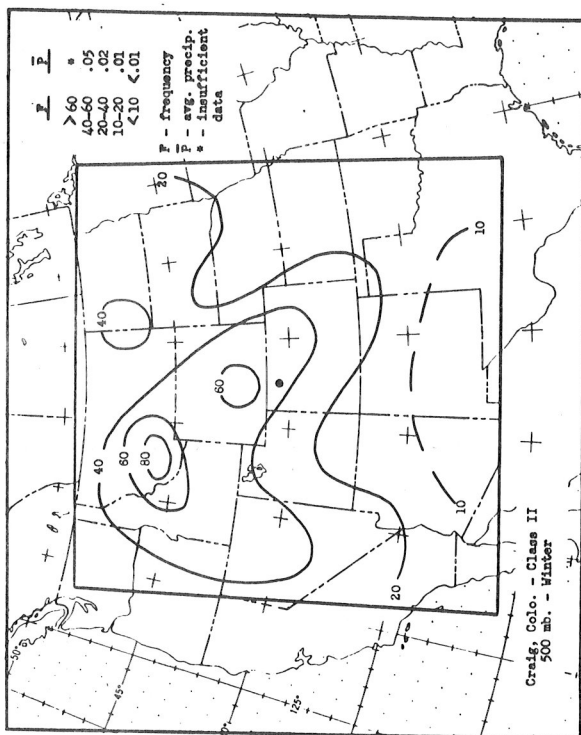 F P
>60 *
40-60 .05
20-40 .02
10-20 .01
<10 <.01
F - frequency
P - avg. precip.
* - insufficient
data
50°
45°
125°
20
40
40
60
80
60
20
10
10
Craig, Colo. - Class II
500 mb. - Winter